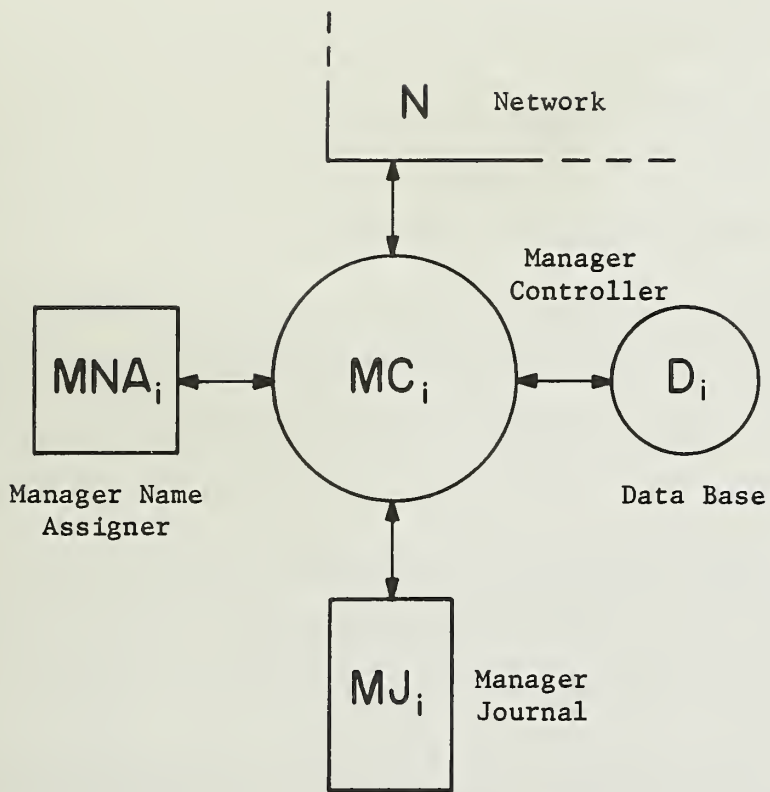 N Network
Manager
Controller
MNAi
MCi
Di
Manager Name
Assigner
Data Base
MJi
Manager
Journal